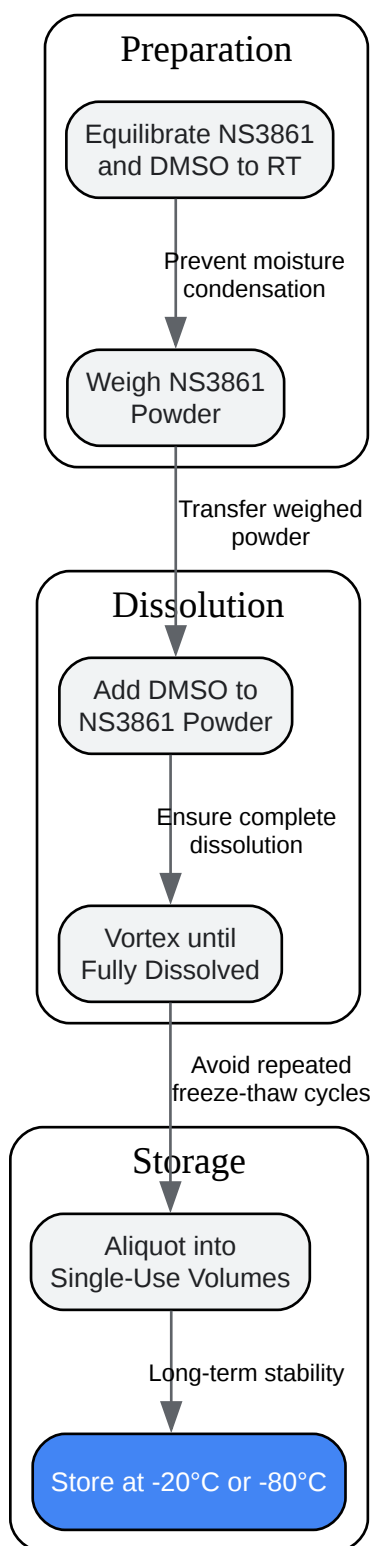 Preparation
Equilibrate NS3861
and DMSO to RT
Prevent moisture
condensation
Weigh NS3861
Powder
Transfer weighed
powder
Dissolution
Add DMSO to
NS3861 Powder
Ensure complete
dissolution
Vortex until
Fully Dissolved
Avoid repeated
freeze-thaw cycles
Storage
Aliquot into
Single-Use Volumes
Long-term stability
Store at -20°C or -80°C